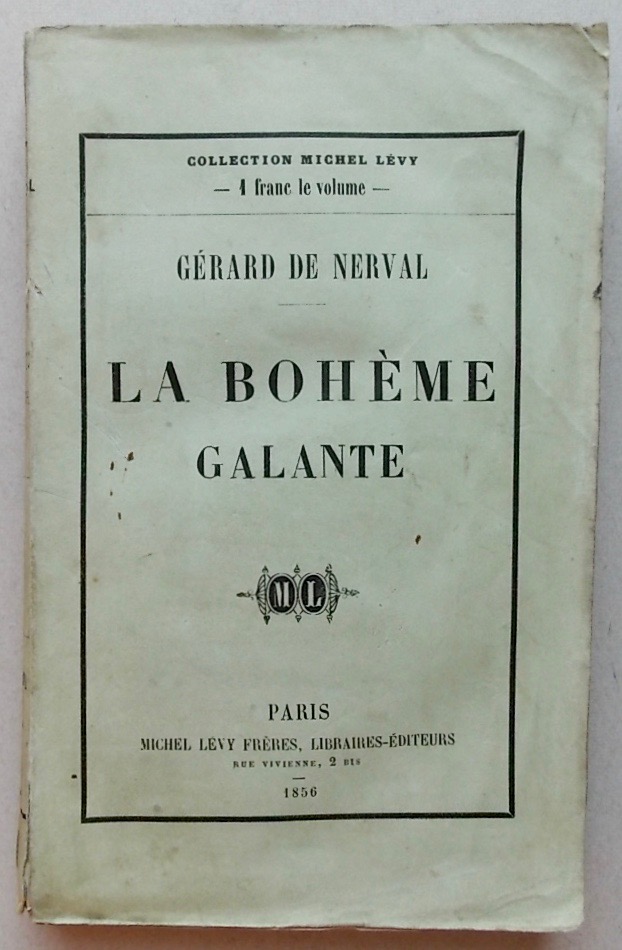 COLLECTION MICHEL LÉVY
— 1 franc le volume —
GÉRARD DE NERVAL
LA BOHÈME
GALANTE
ML
PARIS
MICHEL LÉVY FRÈRES, LIBRAIRES-ÉDITEURS
RUE VIVIENNE, 2 BIS
—
1856